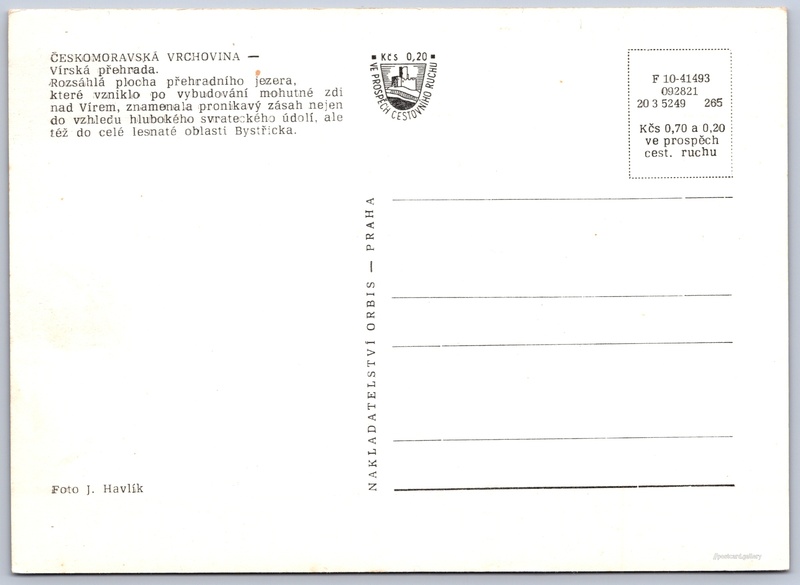 ČESKOMORAVSKÁ VRCHOVINA —
Vírská přehrada.
Rozsáhlá plocha přehradního jezera,
které vzniklo po vybudování mohutné zdi
nad Vírem, znamenala pronikavý zásah nejen
do vzhledu hlubokého svrateckého údolí, ale
též do celé lesnaté oblasti Bystřicka.
Kčs 0,20
VE PROSPĚCH CESTOVNÍHO RUCHU
F 10-41493
092821
20 3 5249 265
Kčs 0,70 a 0,20
ve prospěch
cest. ruchu
NAKLADATELSTVÍ ORBIS — PRAHA
Foto J. Havlík